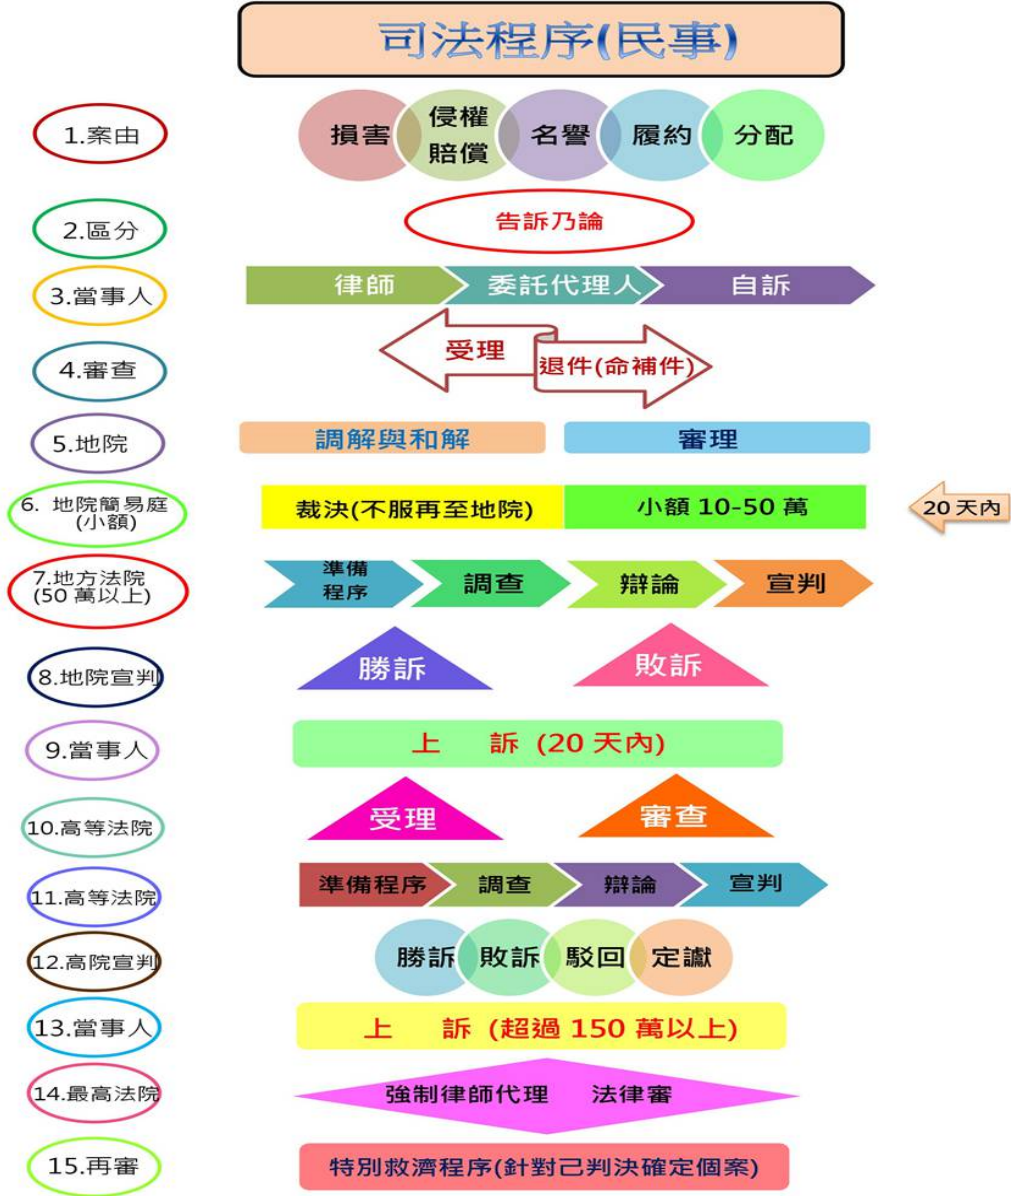 司法程序(民事)
1.案由
損害
侵權
賠償
名譽
履約
分配
2.區分
告訴乃論
3.當事人
律師
委託代理人
自訴
4.審查
受理
退件(命補件)
5.地院
調解與和解
審理
6. 地院簡易庭
(小額)
裁決(不服再至地院)
小額 10-50 萬
20 天內
7.地方法院
(50 萬以上)
準備
程序
調查
辯論
宣判
8.地院宣判
勝訴
敗訴
9.當事人
上 訴 (20 天內)
10.高等法院
受理
審查
11.高等法院
準備程序
調查
辯論
宣判
12.高院宣判
勝訴
敗訴
駁回
定讞
13.當事人
上 訴 (超過 150 萬以上)
14.最高法院
強制律師代理 法律審
15.再審
特別救濟程序(針對己判決確定個案)